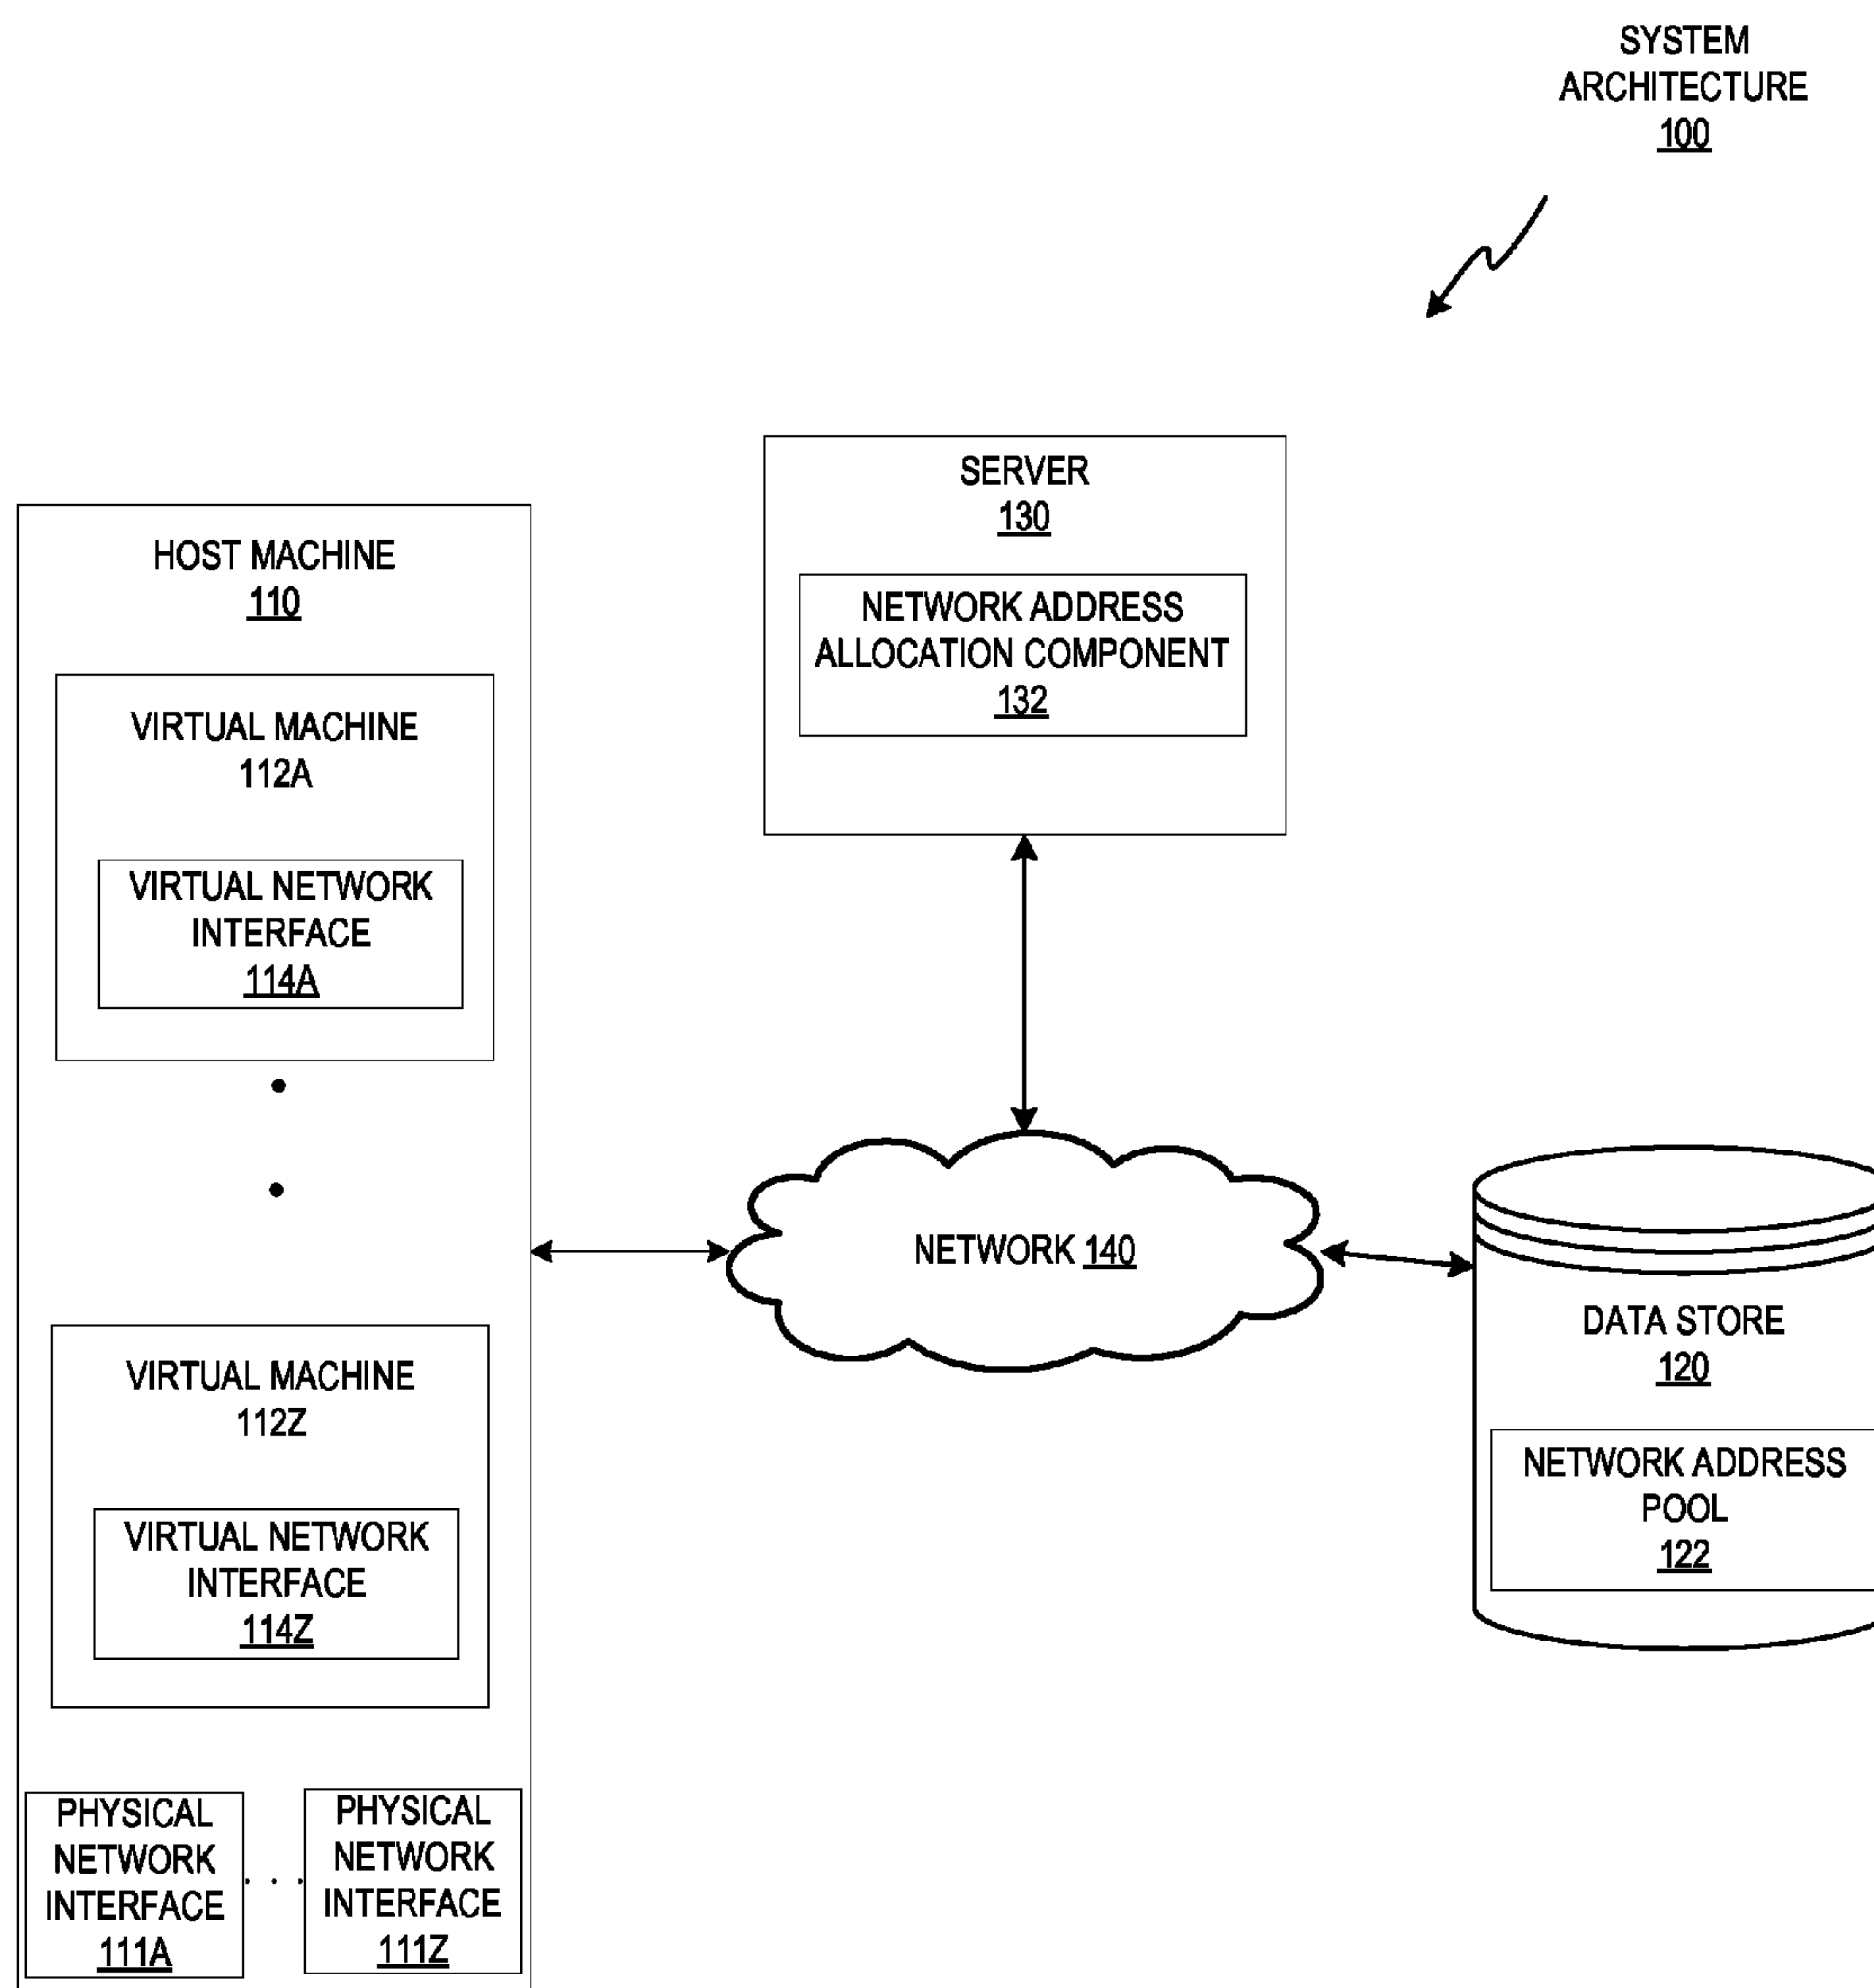 SYSTEM
ARCHITECTURE
100
SERVER
130
NETWORK ADDRESS
ALLOCATION COMPONENT
132
HOST MACHINE
110
VIRTUAL MACHINE
112A
VIRTUAL NETWORK
INTERFACE
114A
VIRTUAL MACHINE
112Z
VIRTUAL NETWORK
INTERFACE
114Z
PHYSICAL
NETWORK
INTERFACE
111A
. . .
PHYSICAL
NETWORK
INTERFACE
111Z
NETWORK 140
DATA STORE
120
NETWORK ADDRESS
POOL
122